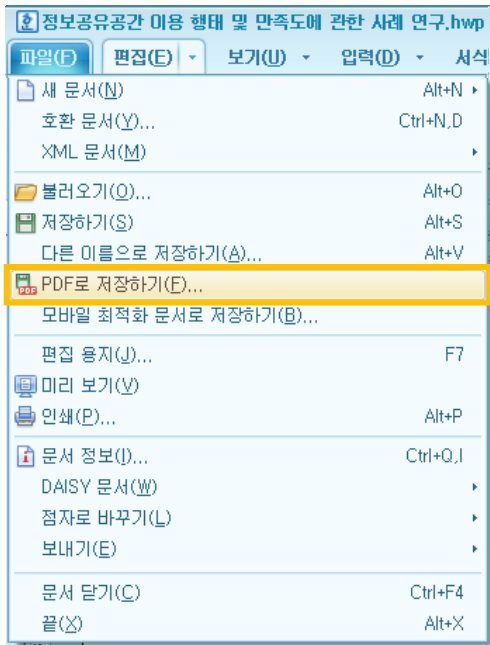 정보공유공간 이용 행태 및 만족도에 관한 사례 연구.hwp
파일(F) 편집(E) 보기(U) 입력(D) 서식
새 문서(N) Alt+N
호환 문서(Y)... Ctrl+N,D
XML 문서(M)
불러오기(O)... Alt+O
저장하기(S) Alt+S
다른 이름으로 저장하기(A)... Alt+V
PDF로 저장하기(F)...
모바일 최적화 문서로 저장하기(B)...
편집 용지(J)... F7
미리 보기(V)
인쇄(P)... Alt+P
문서 정보(I)... Ctrl+Q,I
DAISY 문서(W)
점자로 바꾸기(L)
보내기(E)
문서 닫기(C) Ctrl+F4
끝(X) Alt+X